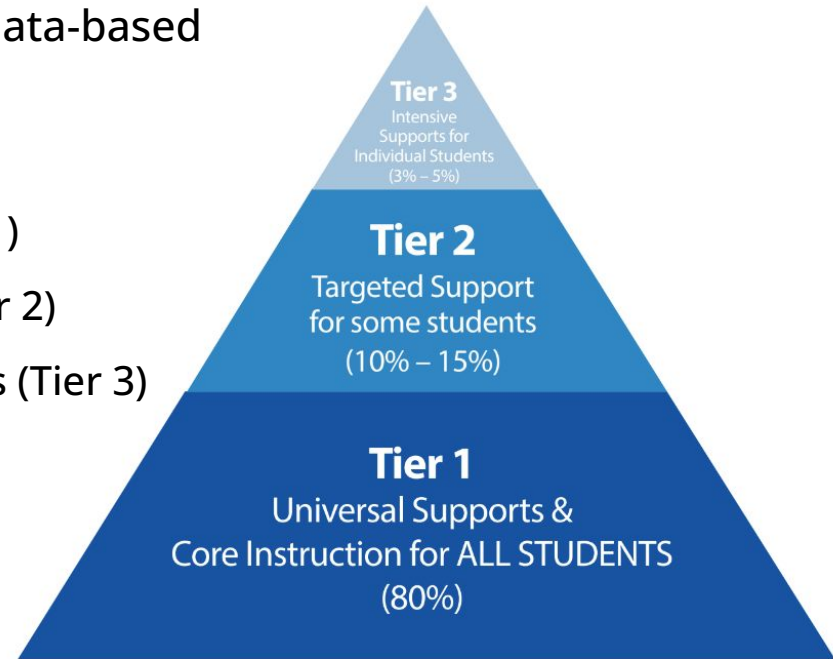 ata-based
)
r 2)
s (Tier 3)
Tier 3
Intensive
Supports for
Individual Students
(3% – 5%)
Tier 2
Targeted Support
for some students
(10% – 15%)
Tier 1
Universal Supports &
Core Instruction for ALL STUDENTS
(80%)